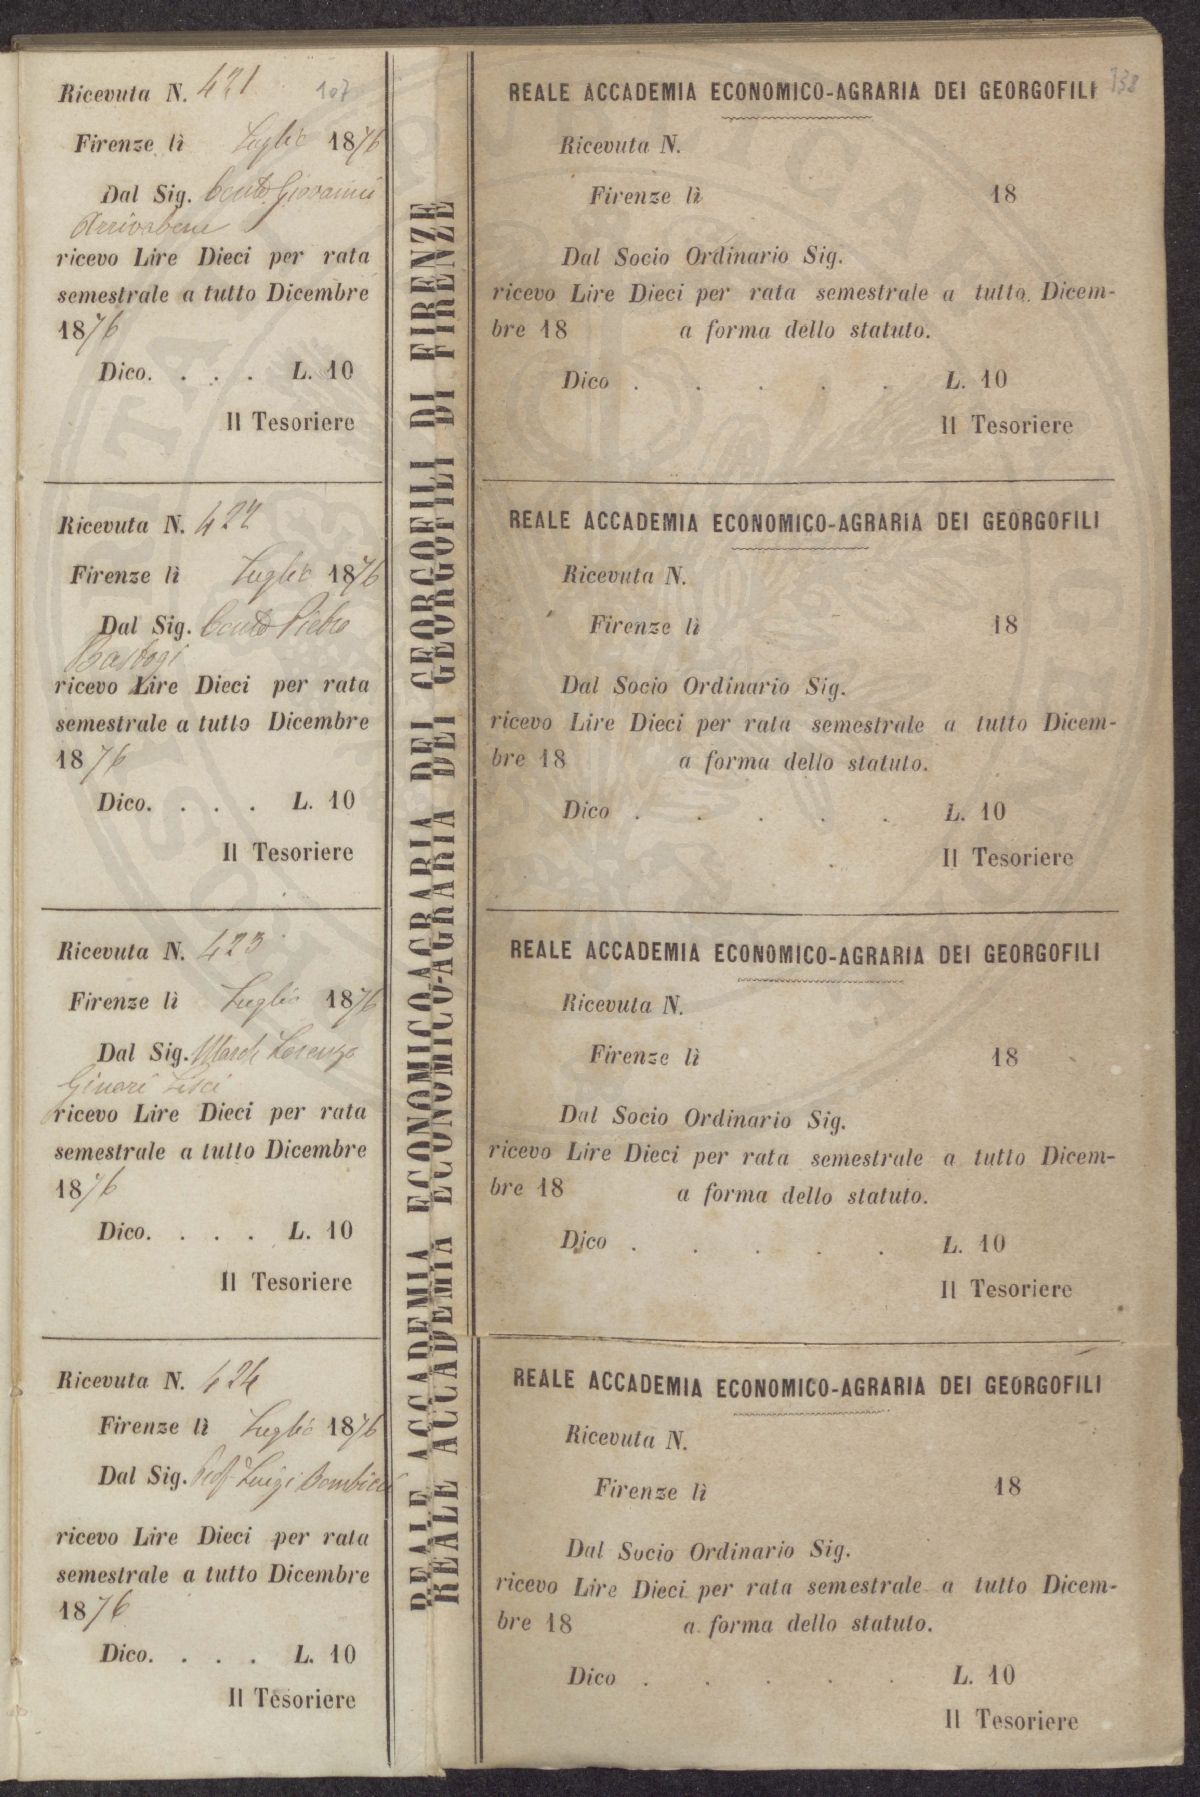 Ricevuta N. 421 107
Firenze lì Luglio 1876
Dal Sig. Conte Giovanni
Arrivabene
ricevo Lire Dieci per rata
semestrale a tutto Dicembre
1876
Dico. . . . L. 10
Il Tesoriere
Ricevuta N. 422
Firenze lì Luglio 1876
Dal Sig. Conte Pietro
Bastogi
ricevo Lire Dieci per rata
semestrale a tutto Dicembre
1876
Dico. . . . L. 10
Il Tesoriere
Ricevuta N. 423
Firenze lì Luglio 1876
Dal Sig. March Lorenzo
Ginori Lisci
ricevo Lire Dieci per rata
semestrale a tutto Dicembre
1876
Dico. . . . L. 10
Il Tesoriere
Ricevuta N. 424
Firenze lì Luglio 1876
Dal Sig. Prof Luigi Bombicci
ricevo Lire Dieci per rata
semestrale a tutto Dicembre
1876
Dico. . . . L. 10
Il Tesoriere
REALE ACCADEMIA ECONOMICO-AGRARIA DEI GEORGOFILI DI FIRENZE
REALE ACCADEMIA ECONOMICO-AGRARIA DEI GEORGOFILI DI FIRENZE
REALE ACCADEMIA ECONOMICO-AGRARIA DEI GEORGOFILI 138
Ricevuta N.
Firenze lì 18
Dal Socio Ordinario Sig.
ricevo Lire Dieci per rata semestrale a tutto Dicem-
bre 18 a forma dello statuto.
Dico . . . . . L. 10
Il Tesoriere
REALE ACCADEMIA ECONOMICO-AGRARIA DEI GEORGOFILI
Ricevuta N.
Firenze lì 18
Dal Socio Ordinario Sig.
ricevo Lire Dieci per rata semestrale a tutto Dicem-
bre 18 a forma dello statuto.
Dico . . . . . L. 10
Il Tesoriere
REALE ACCADEMIA ECONOMICO-AGRARIA DEI GEORGOFILI
Ricevuta N.
Firenze lì 18
Dal Socio Ordinario Sig.
ricevo Lire Dieci per rata semestrale a tutto Dicem-
bre 18 a forma dello statuto.
Dico . . . . . L. 10
Il Tesoriere
REALE ACCADEMIA ECONOMICO-AGRARIA DEI GEORGOFILI
Ricevuta N.
Firenze lì 18
Dal Socio Ordinario Sig.
ricevo Lire Dieci per rata semestrale a tutto Dicem-
bre 18 a forma dello statuto.
Dico . . . . . L. 10
Il Tesoriere